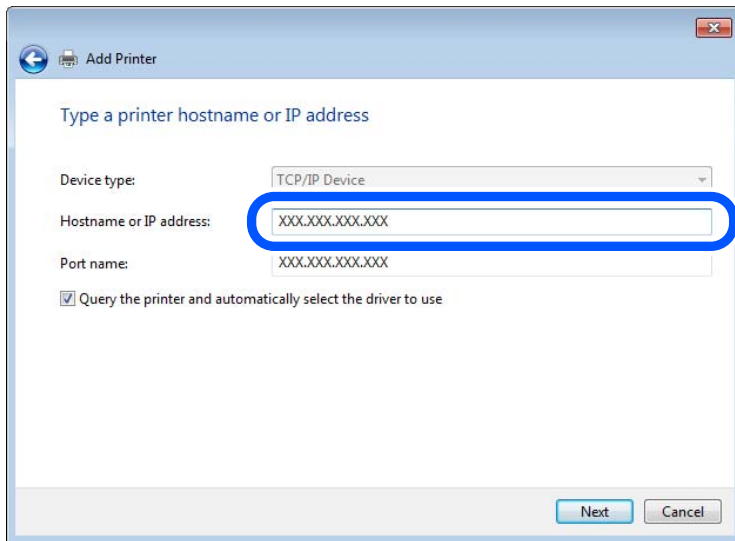 Add Printer
Type a printer hostname or IP address
Device type: TCP/IP Device
Hostname or IP address: XXX.XXX.XXX.XXX
Port name: XXX.XXX.XXX.XXX
Query the printer and automatically select the driver to use
Next Cancel